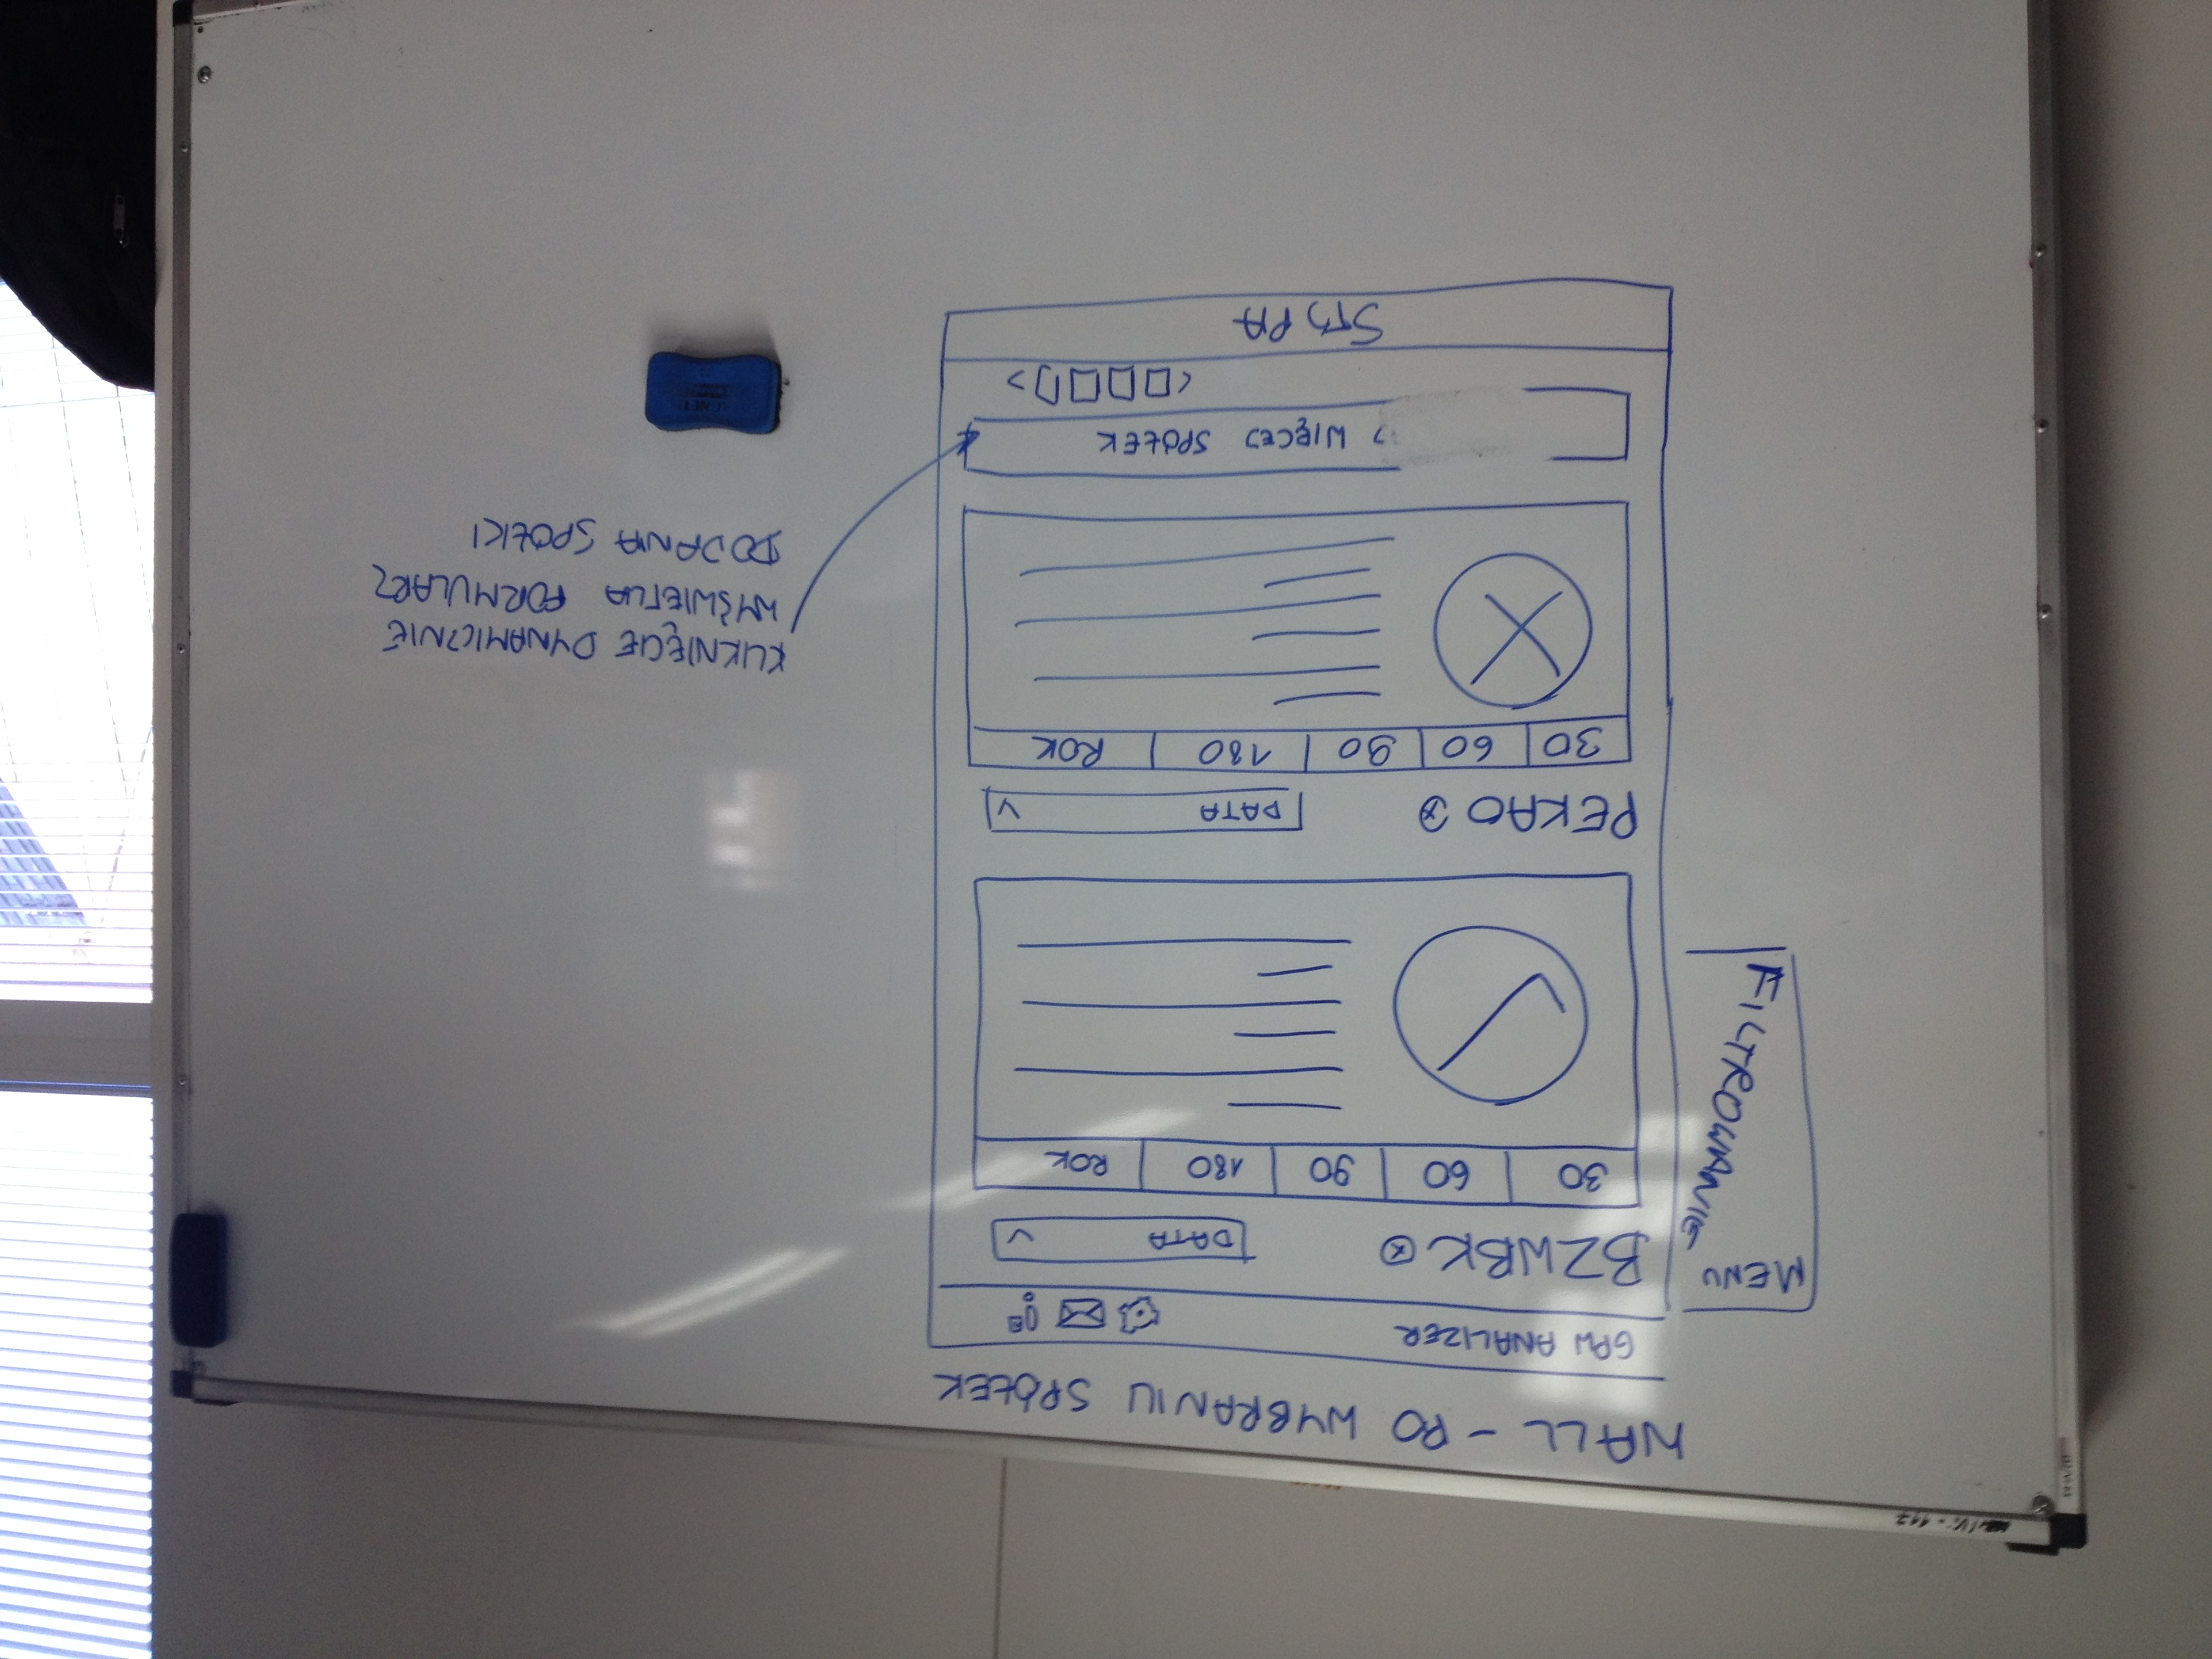 WALL - PO WYBRANIU SPÓŁEK
GPW ANALIZER
MENU
FILTROWANIE
BZWBK
DATA
30 60 90 180 ROK
PEKAO
DATA
30 60 90 180 ROK
WIĘCEJ SPÓŁEK
STOPA
KLIKNIĘCIE DYNAMICZNIE
WYŚWIETLA FORMULARZ
DODANIA SPÓŁKI